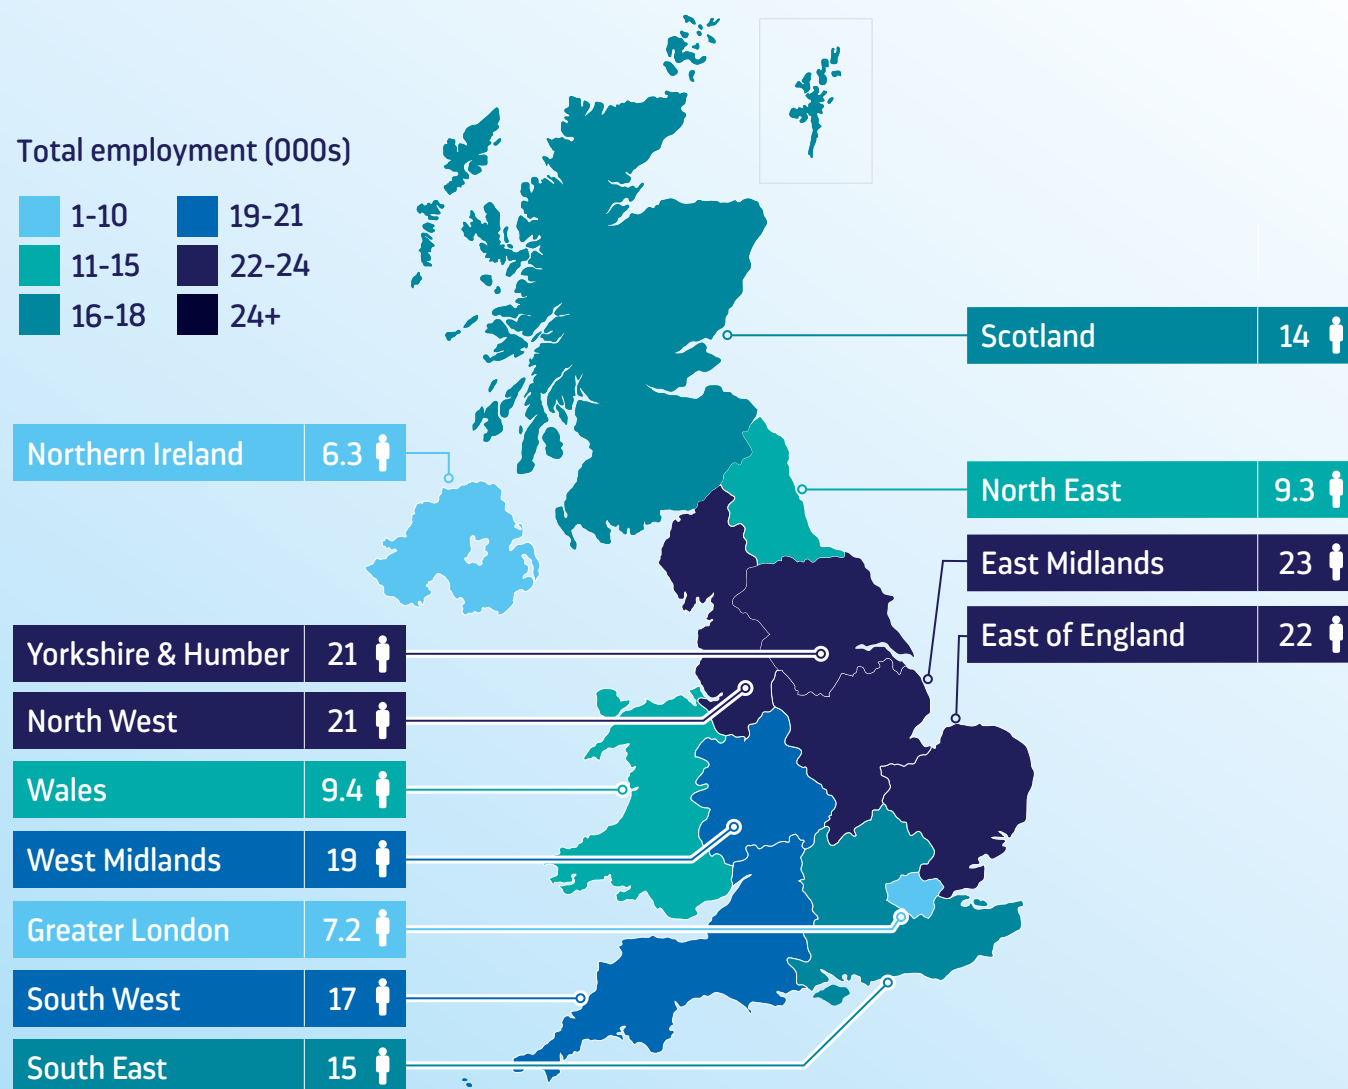 Total employment (000s)
1-10
19-21
11-15
22-24
16-18
24+
Scotland 14
Northern Ireland 6.3
North East 9.3
East Midlands 23
East of England 22
Yorkshire & Humber 21
North West 21
Wales 9.4
West Midlands 19
Greater London 7.2
South West 17
South East 15